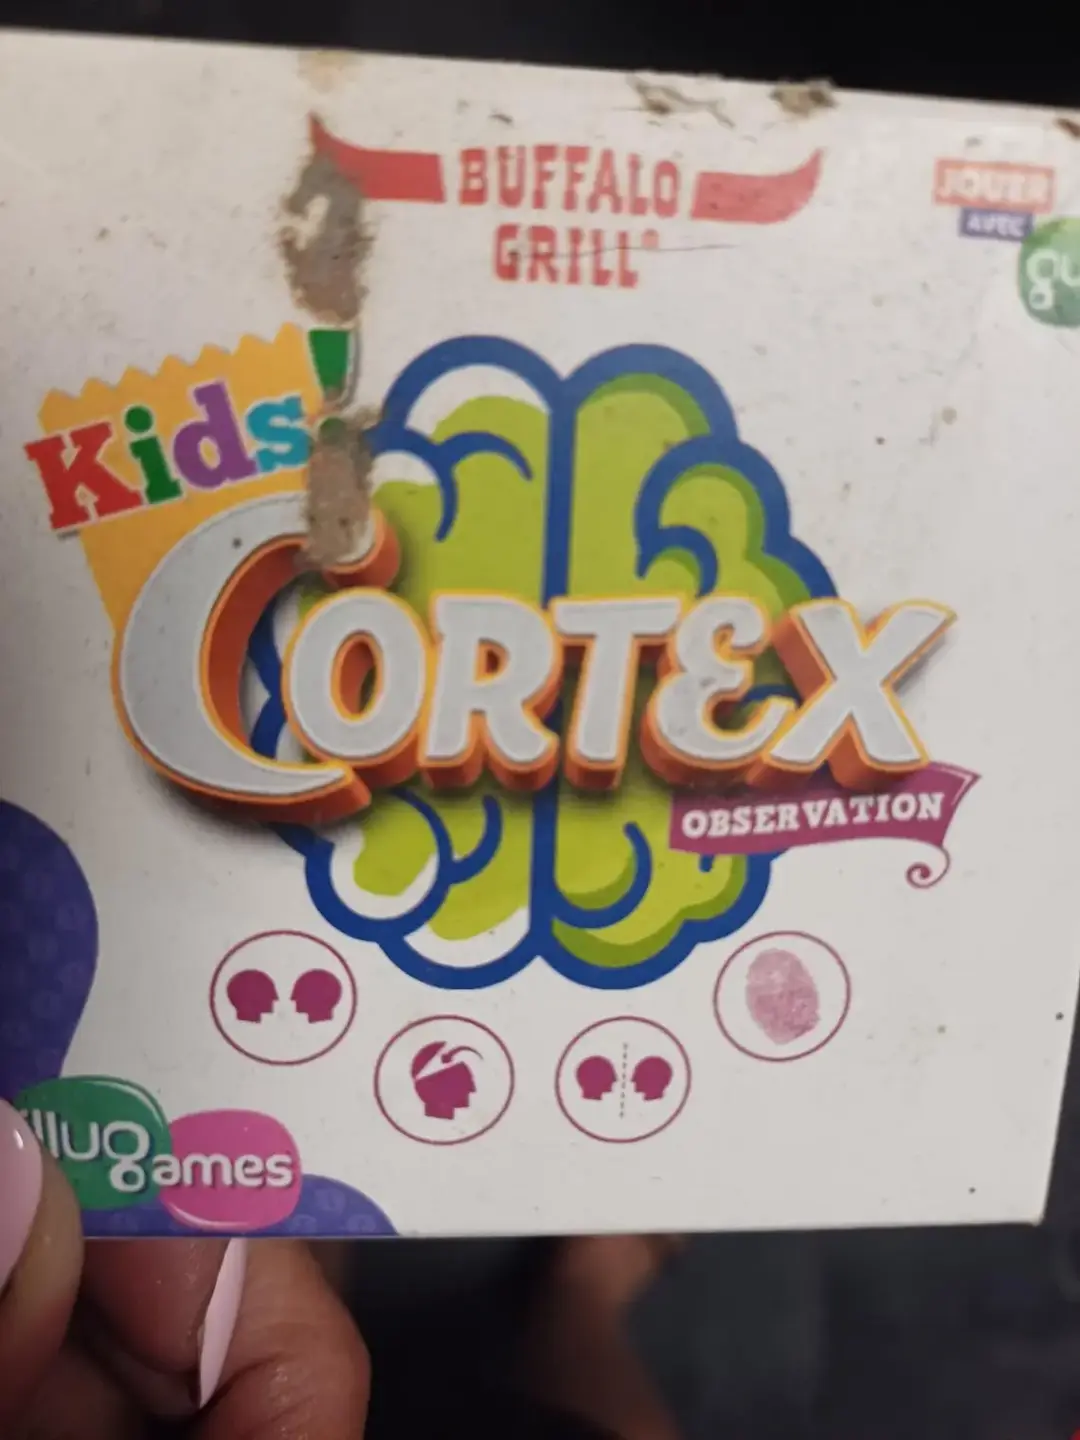 BUFFALO
GRILL®
JOUER
AVEC
Kids!
CORTEX
OBSERVATION
games